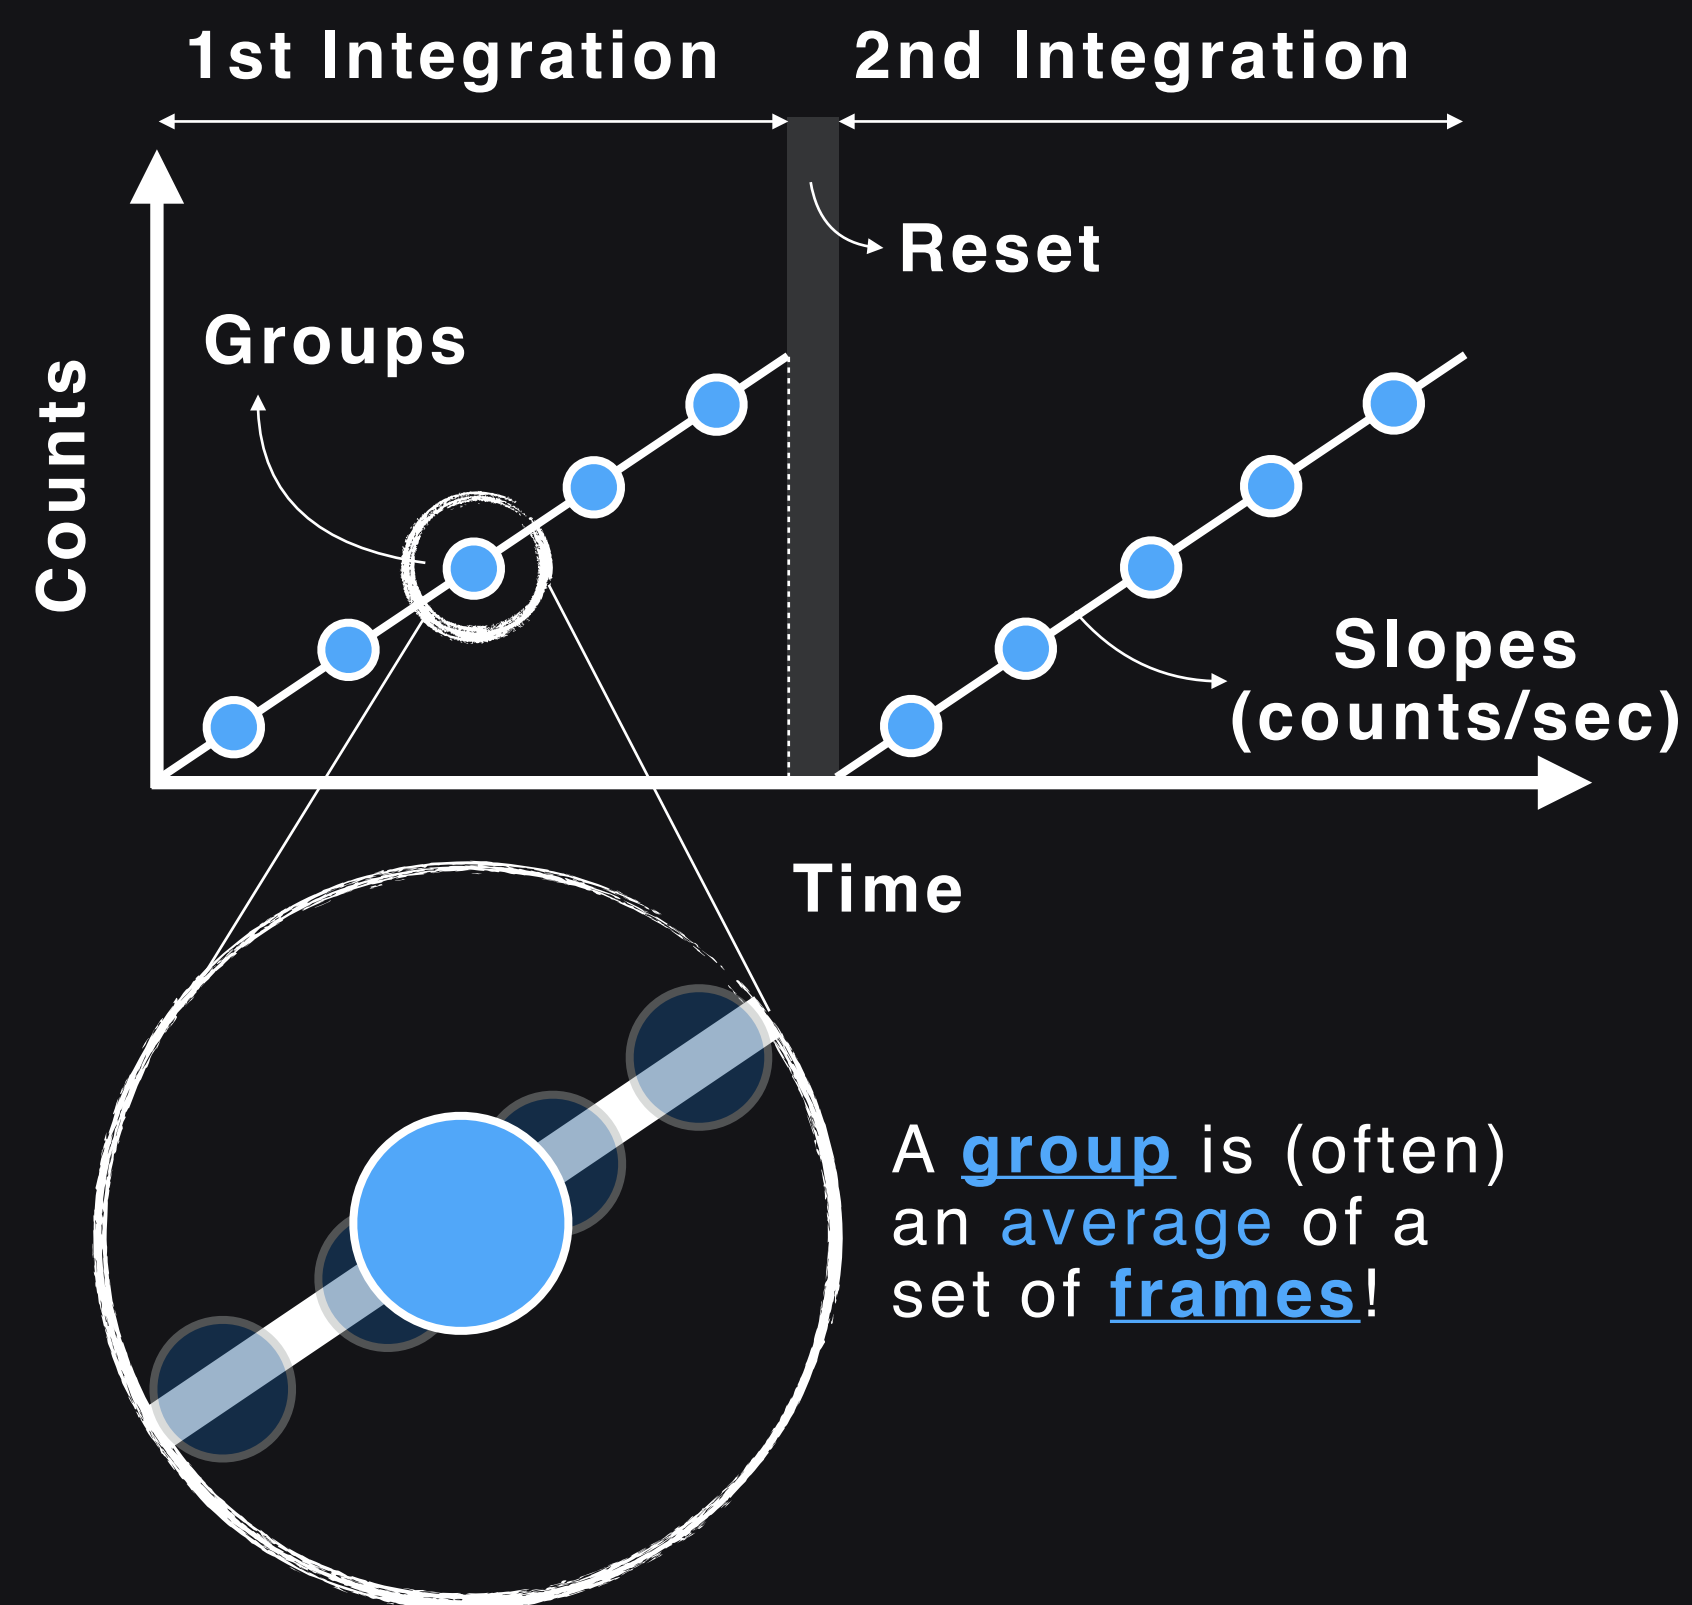 1st Integration
2nd Integration
Reset
Groups
Counts
Slopes
(counts/sec)
Time
A group is (often)
an average of a
set of frames!